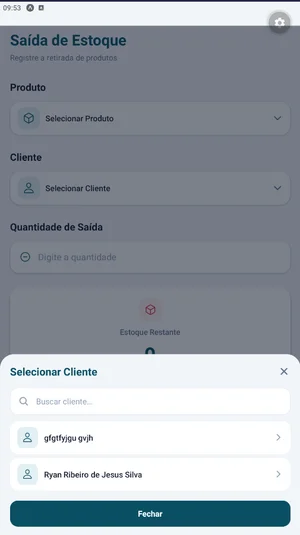 09:53
Saída de Estoque
Registre a retirada de produtos
Produto
Selecionar Produto
Cliente
Selecionar Cliente
Quantidade de Saída
Digite a quantidade
Estoque Restante
0
Selecionar Cliente
Buscar cliente...
gfgtfyjgu gvjh
Ryan Ribeiro de Jesus Silva
Fechar